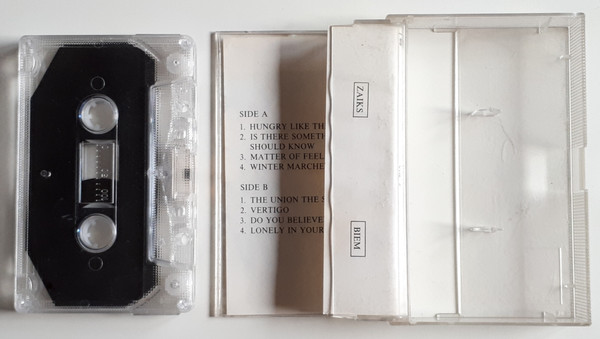 SIDE A
1. HUNGRY LIKE TH
2. IS THERE SOMETH
SHOULD KNOW
3. MATTER OF FEEL
4. WINTER MARCHE
SIDE B
1. THE UNION THE S
2. VERTIGO
3. DO YOU BELIEVE
4. LONELY IN YOUR
ZAIKS
BIEM